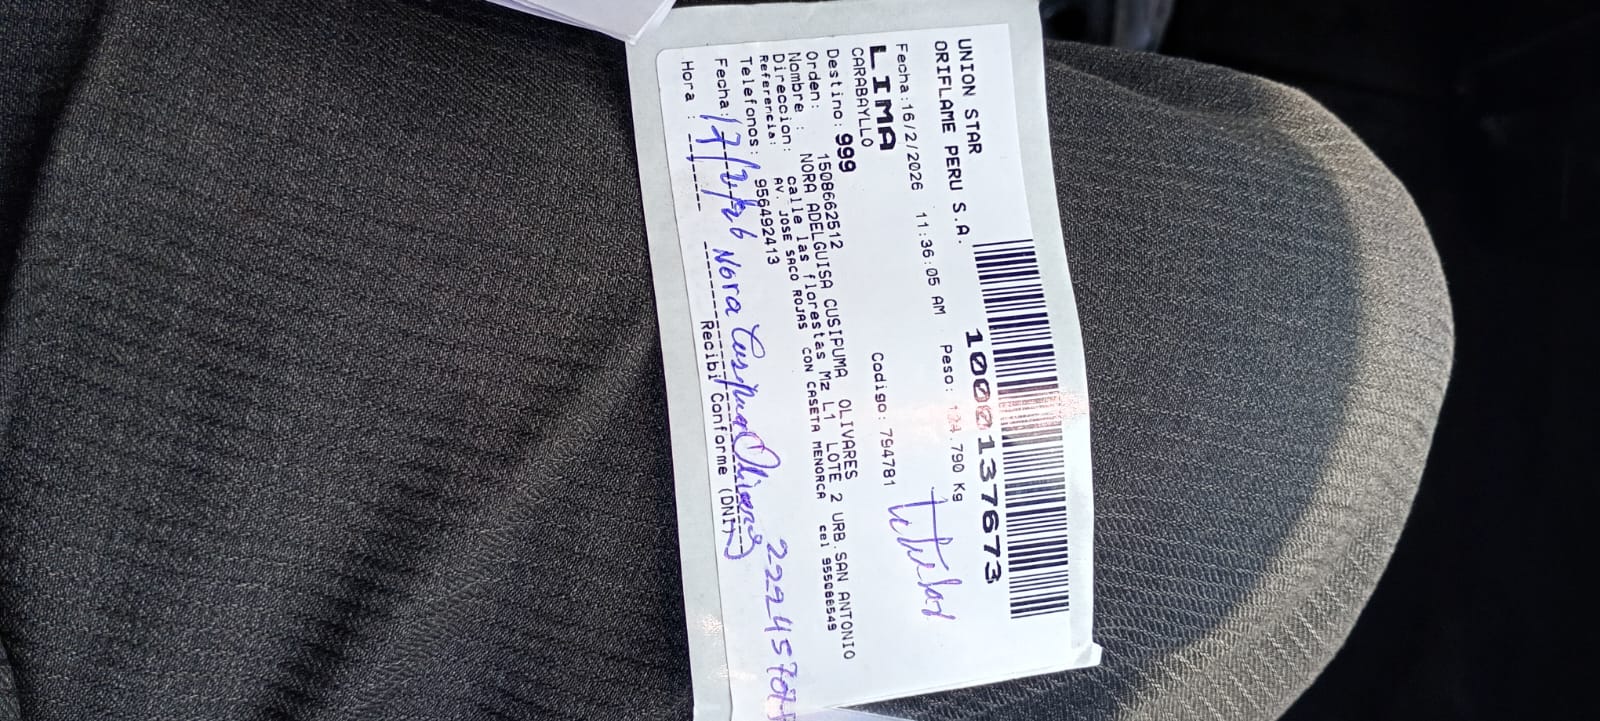 UNION STAR
ORIFLAME PERU S.A.
1000137673
Fecha:16/2/2026 11:36:05 AM Peso: .790 Kg
LIMA
CARABAYLLO Codigo: 794781
Destino: 999
Orden: 1508662512
Nombre : NORA ADELGUISA CUSIPUMA OLIVARES
Direccion: calle las florestas Mz L1 LOTE 2 URB.SAN ANTONIO
Referencia: AV. JOSE SACO ROJAS CON CASETA MENORCA cel
Telefonos: 956492413
Fecha: 17/2/26 Nora Cusipuma Olivares
Hora : --:---- Recibi Conforme (DNI)